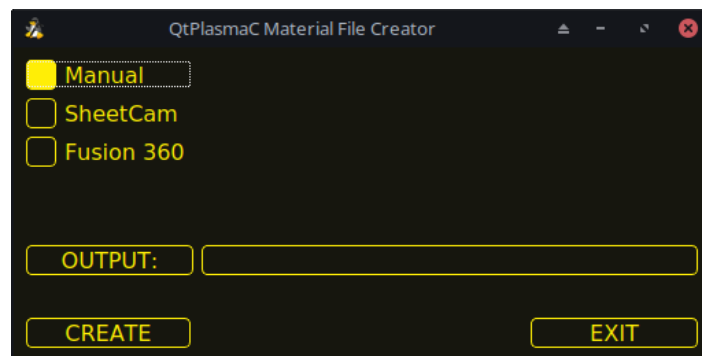 QtPlasmaC Material File Creator
Manual
SheetCam
Fusion 360
OUTPUT:
CREATE EXIT